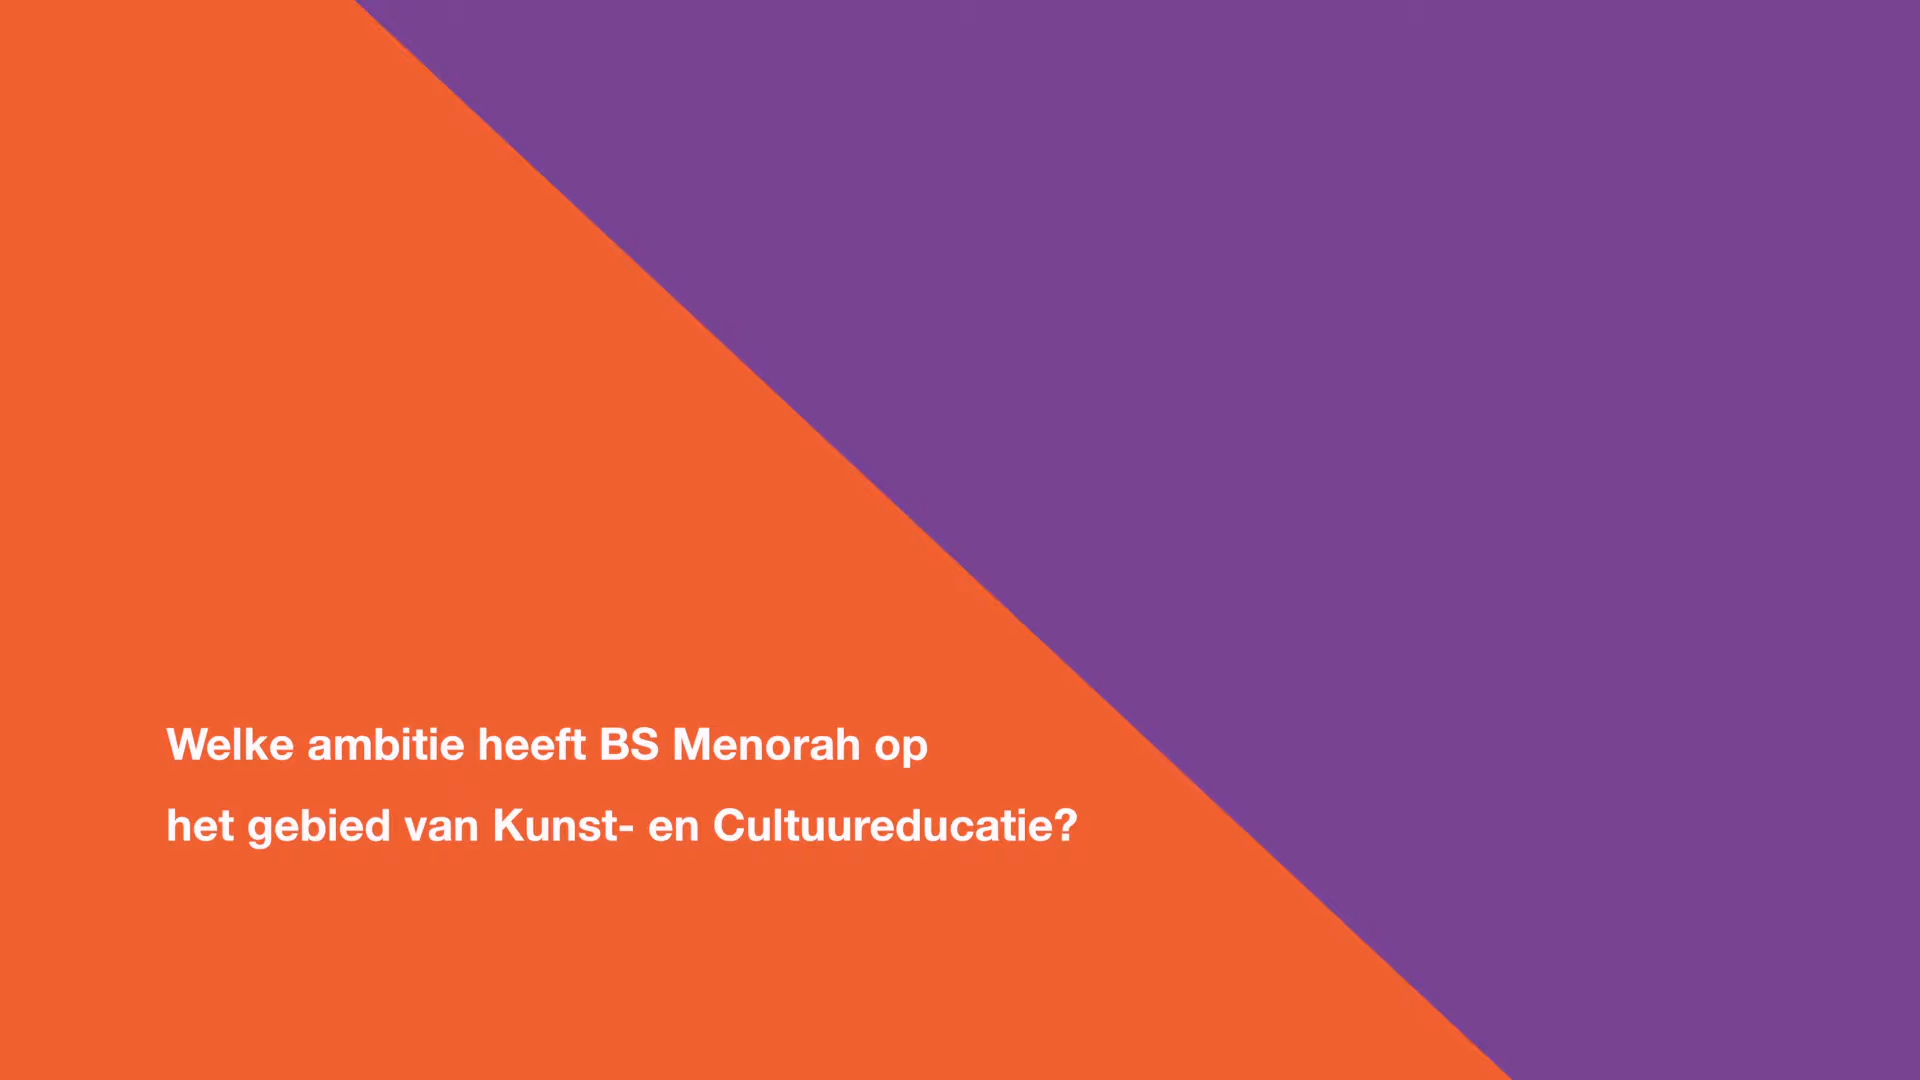 Welke ambitie heeft BS Menorah op
het gebied van Kunst- en Cultuureducatie?